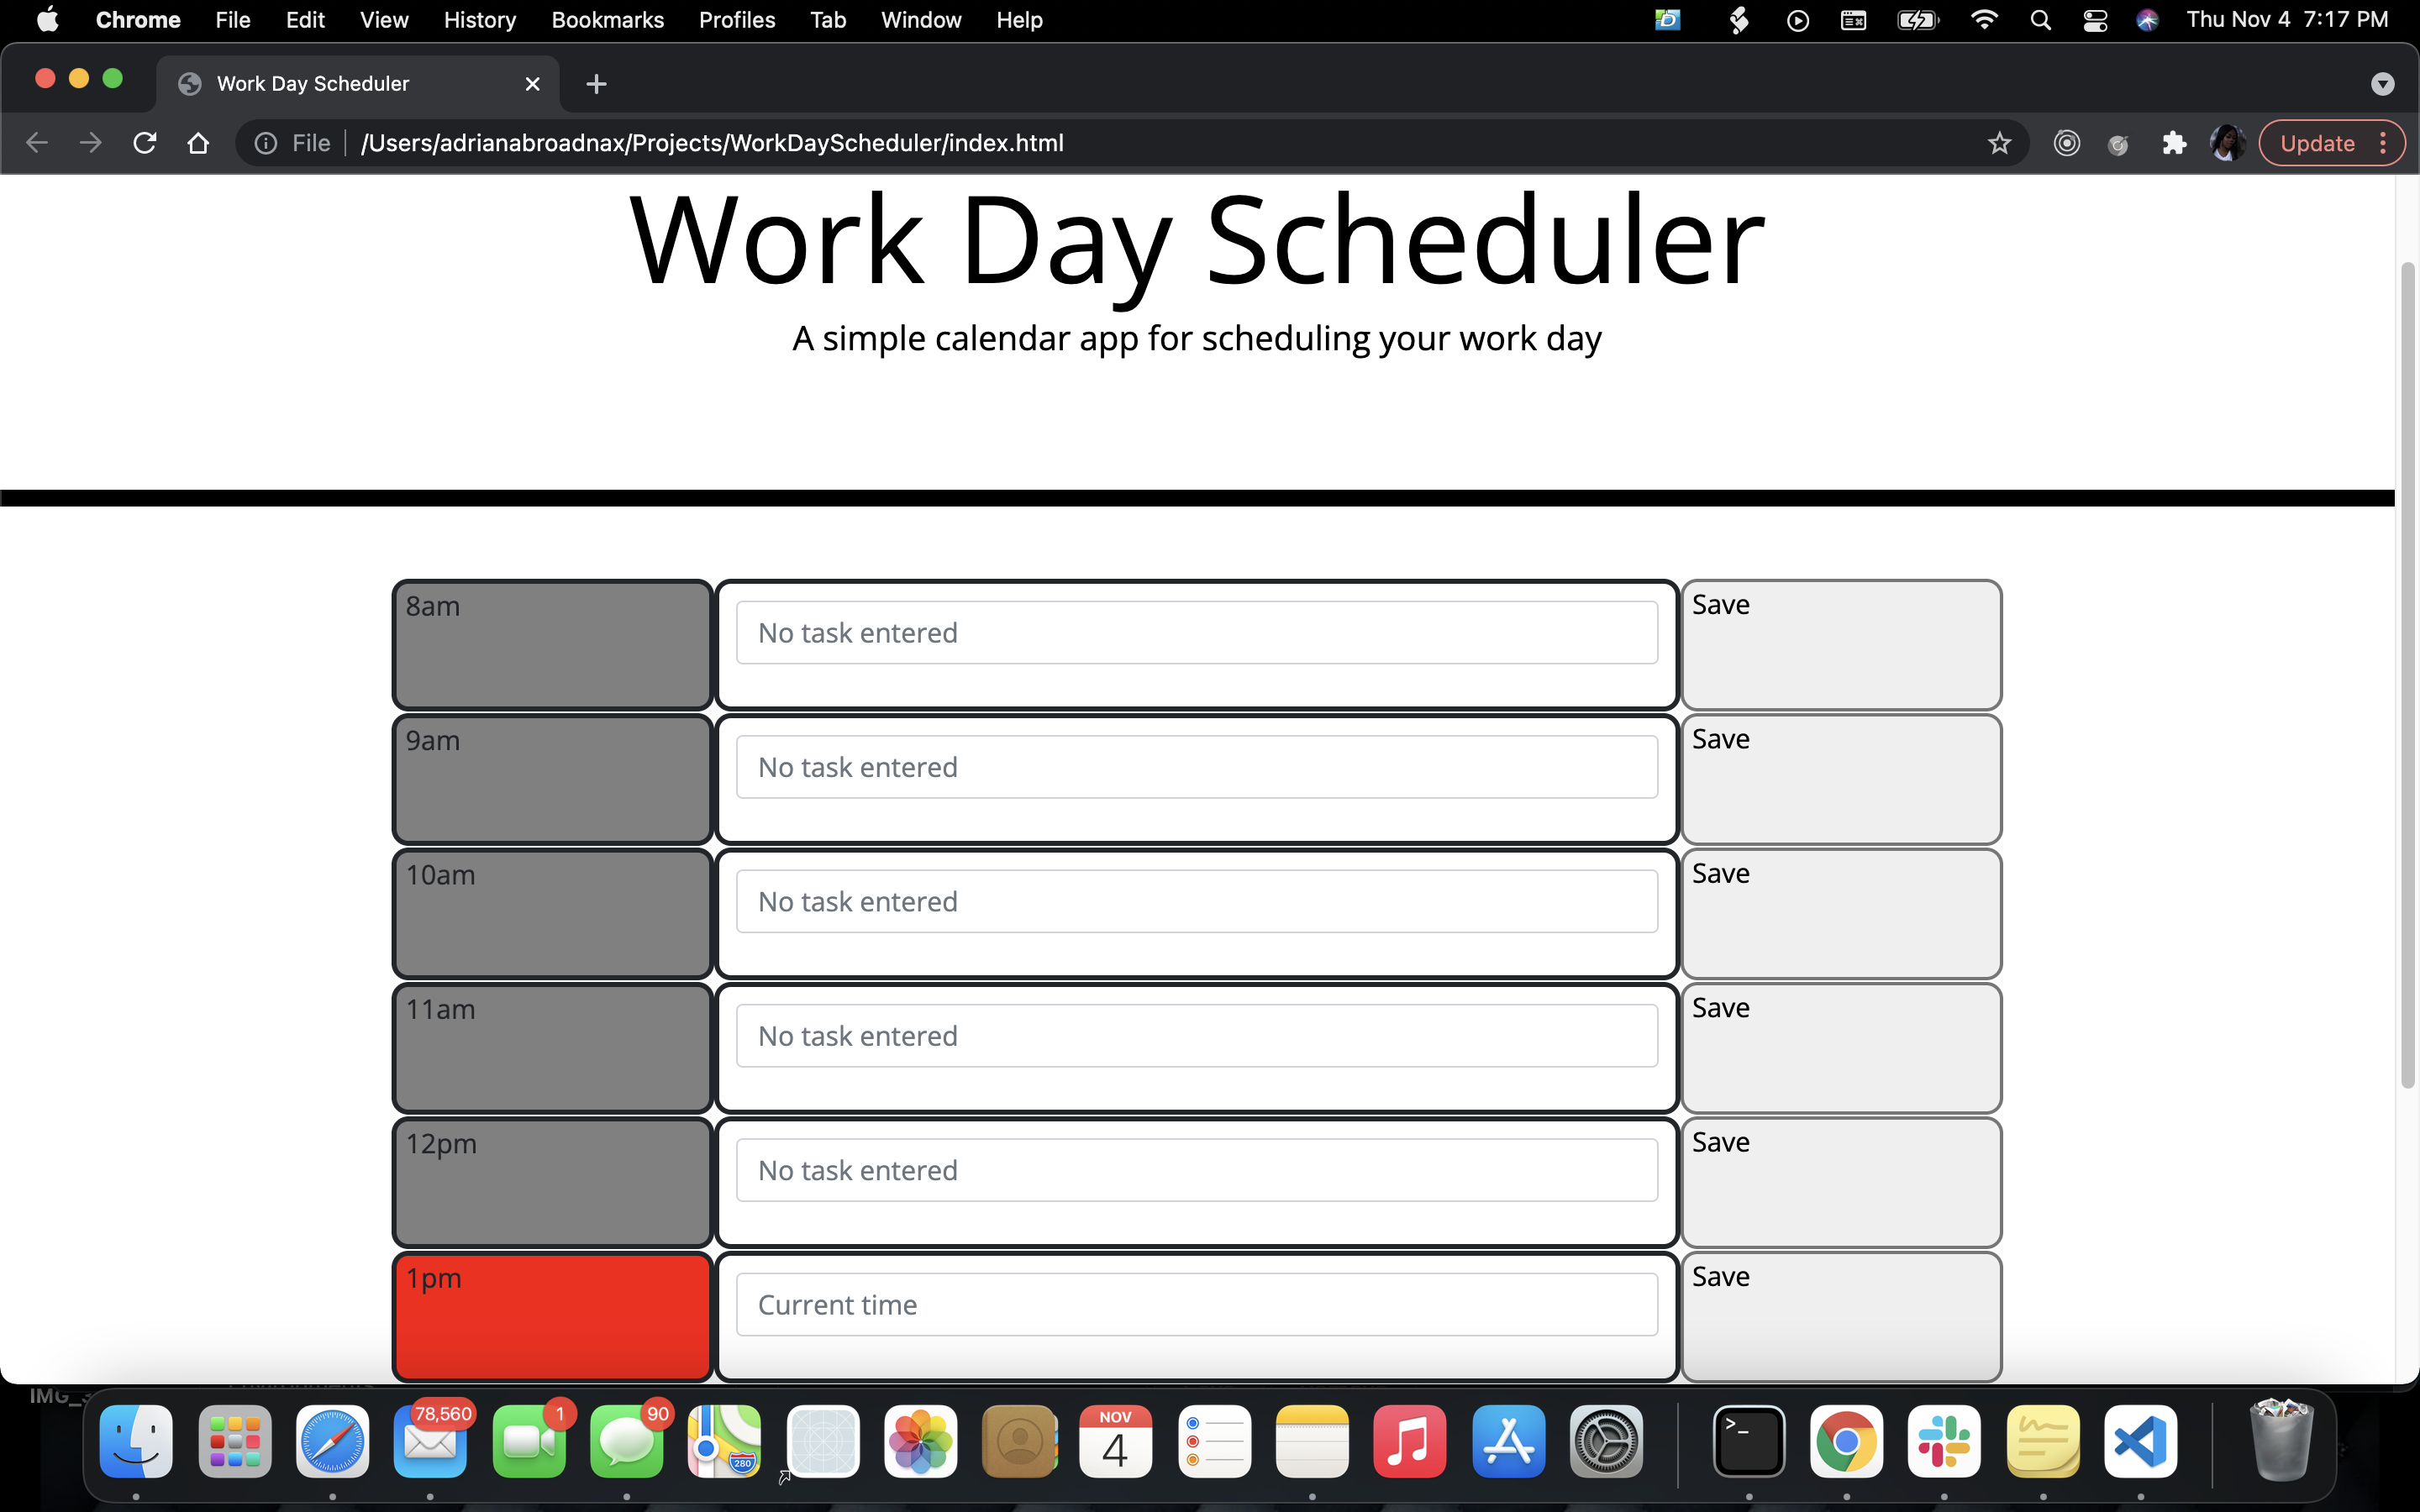 Chrome File Edit View History Bookmarks Profiles Tab Window Help Thu Nov 4 7:17 PM
Work Day Scheduler
File /Users/adrianabroadnax/Projects/WorkDayScheduler/index.html Update
Work Day Scheduler
A simple calendar app for scheduling your work day
8am No task entered Save
9am No task entered Save
10am No task entered Save
11am No task entered Save
12pm No task entered Save
1pm Current time Save
78,560 1 90 NOV
4
280